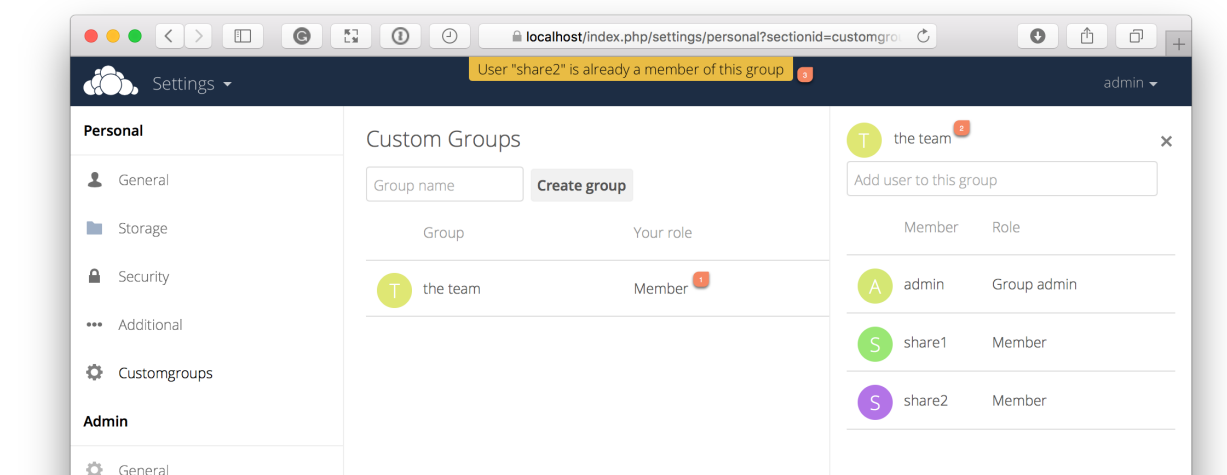 localhost/index.php/settings/personal?sectionid=customgro
Settings
User "share2" is already a member of this group
3
admin
Personal
General
Storage
Security
Additional
Customgroups
Admin
General
Custom Groups
Group name
Create group
Group Your role
T the team Member 1
T the team 2
Add user to this group
Member Role
A admin Group admin
S share1 Member
S share2 Member